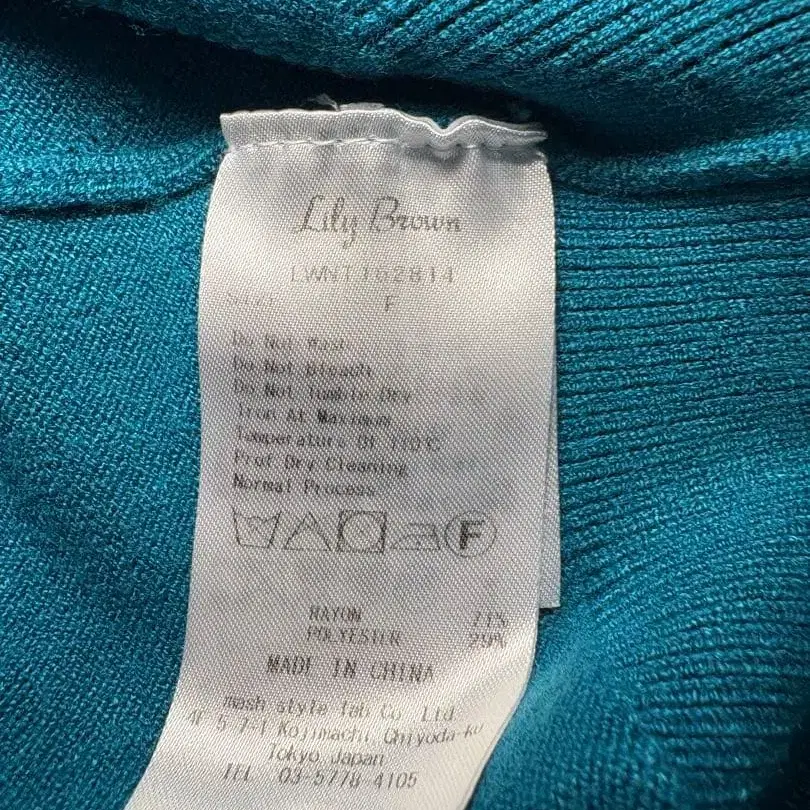 Lily Brown
LWNT162814
SIZE F
Do Not Wash
Do Not Bleach
Do Not Tumble Dry
Iron At Maximum
Temperature Of 110℃
Prof Dry Cleaning
Normal Process
F
RAYON 71%
POLYESTER 29%
MADE IN CHINA
mash style lab Co. Ltd.
4F 5-7-1 Kojimachi, Chiyoda-ku
Tokyo Japan
TEL 03-5778-4105